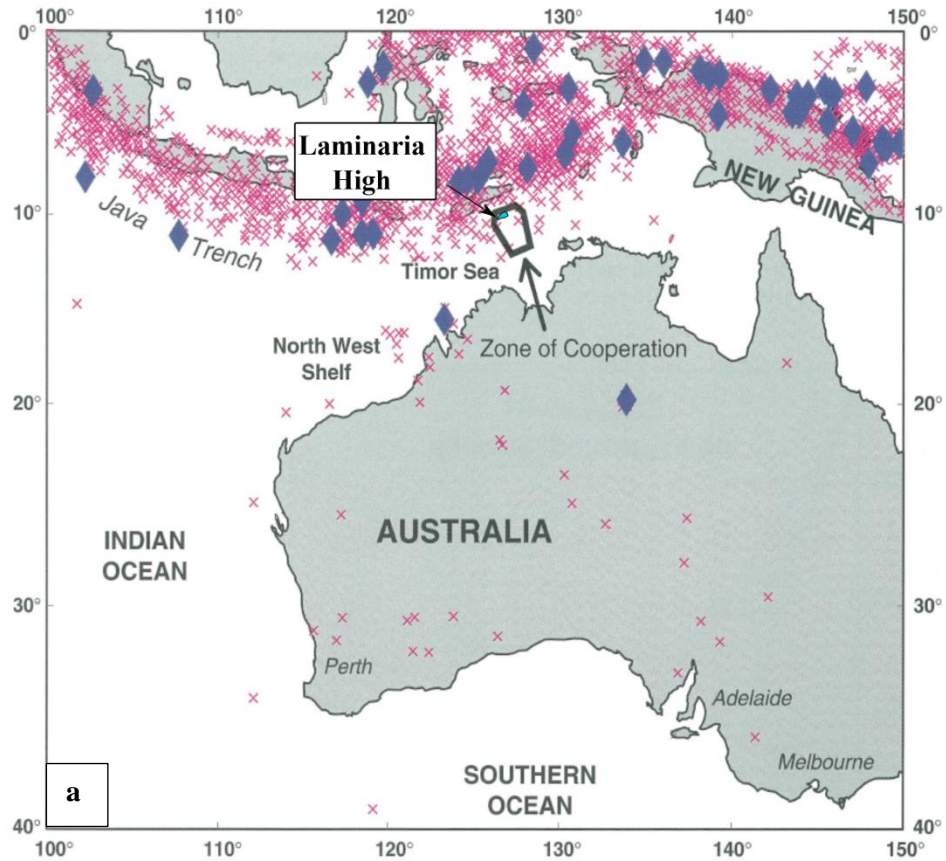 100° 110° 120° 130° 140° 150°
0° 0°
Laminaria
High
NEW GUINEA
10° 10°
Java Trench
Timor Sea
North West
Shelf
Zone of Cooperation
20° 20°
AUSTRALIA
INDIAN
OCEAN
30° 30°
Perth
Adelaide
Melbourne
SOUTHERN
OCEAN
a
40° 40°
100° 110° 120° 130° 140° 150°